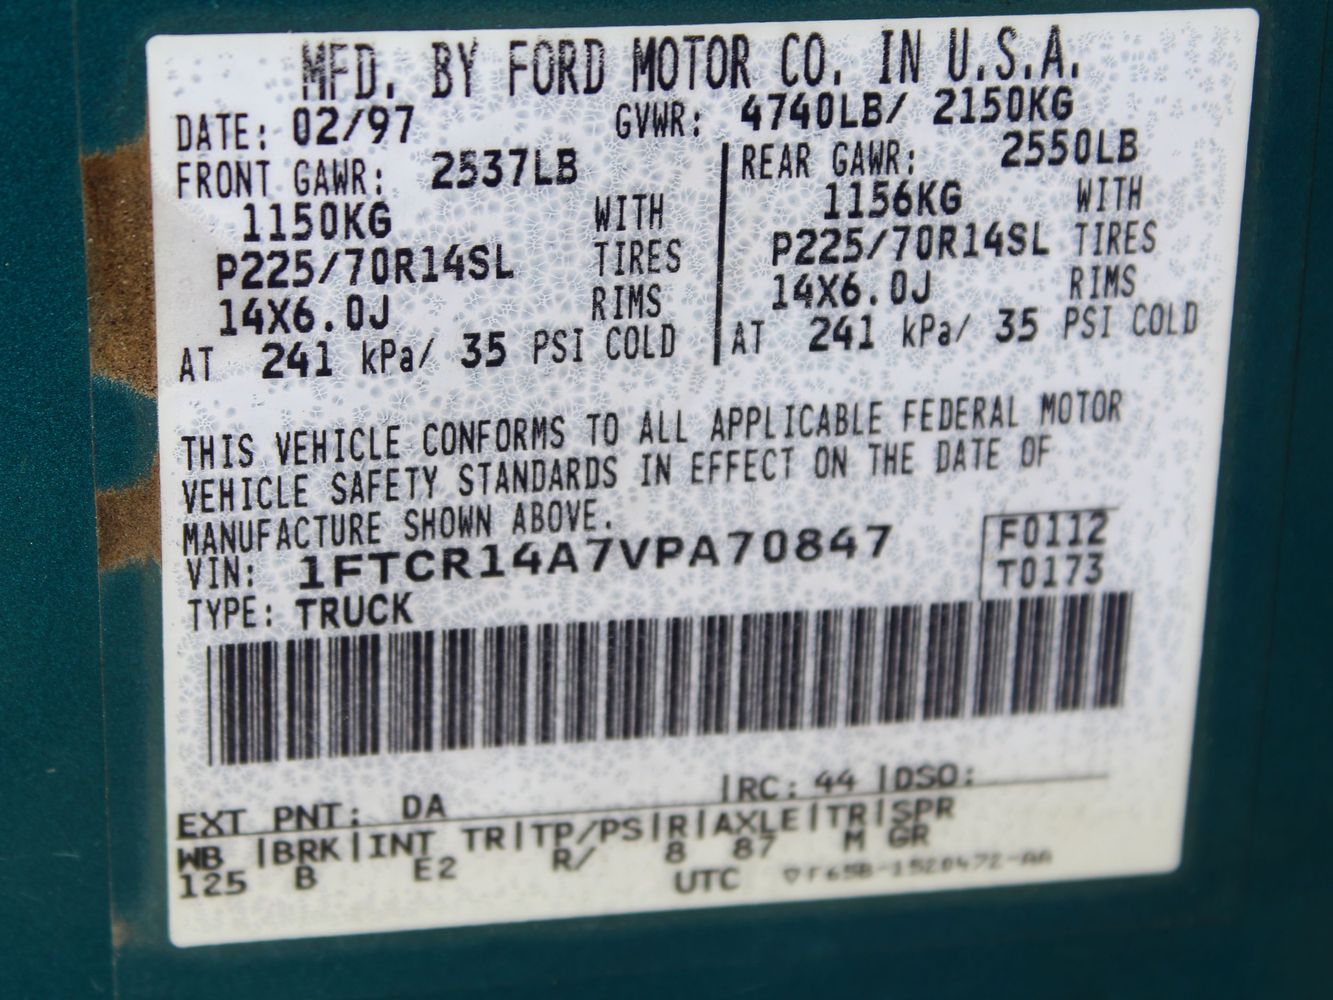 MFD. BY FORD MOTOR CO. IN U.S.A.
DATE: 02/97 GVWR: 4740LB/ 2150KG
FRONT GAWR: 2537LB
1150KG WITH
P225/70R14SL TIRES
14X6.0J RIMS
AT 241 kPa/ 35 PSI COLD
REAR GAWR: 2550LB
1156KG WITH
P225/70R14SL TIRES
14X6.0J RIMS
AT 241 kPa/ 35 PSI COLD
THIS VEHICLE CONFORMS TO ALL APPLICABLE FEDERAL MOTOR
VEHICLE SAFETY STANDARDS IN EFFECT ON THE DATE OF
MANUFACTURE SHOWN ABOVE.
VIN: 1FTCR14A7VPA70847
F0112
T0173
TYPE: TRUCK
EXT PNT: DA |RC: 44 |DSO:
WB |BRK|INT TR|TP/PS|R|AXLE|TR|SPR
125 B E2 R/ 8 87 M GR
UTC